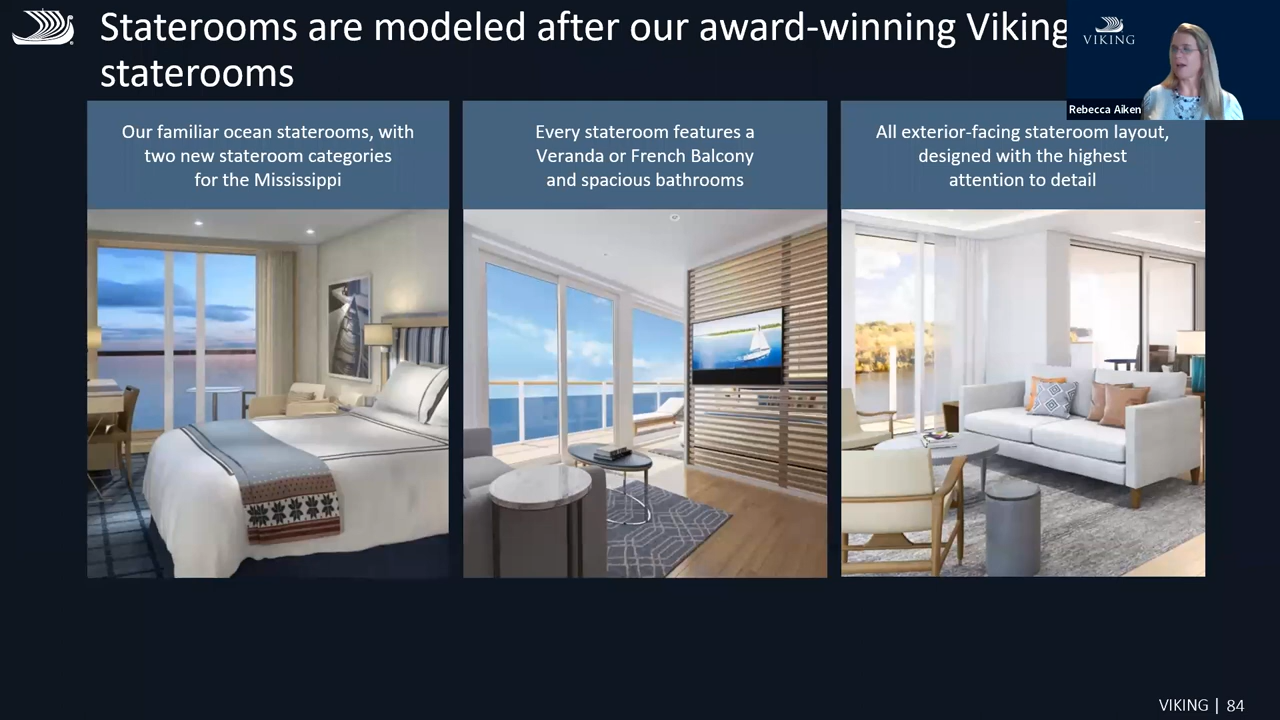 Staterooms are modeled after our award-winning Viking
staterooms
VIKING
Rebecca Aiken
Our familiar ocean staterooms, with
two new stateroom categories
for the Mississippi
Every stateroom features a
Veranda or French Balcony
and spacious bathrooms
All exterior-facing stateroom layout,
designed with the highest
attention to detail
VIKING | 84